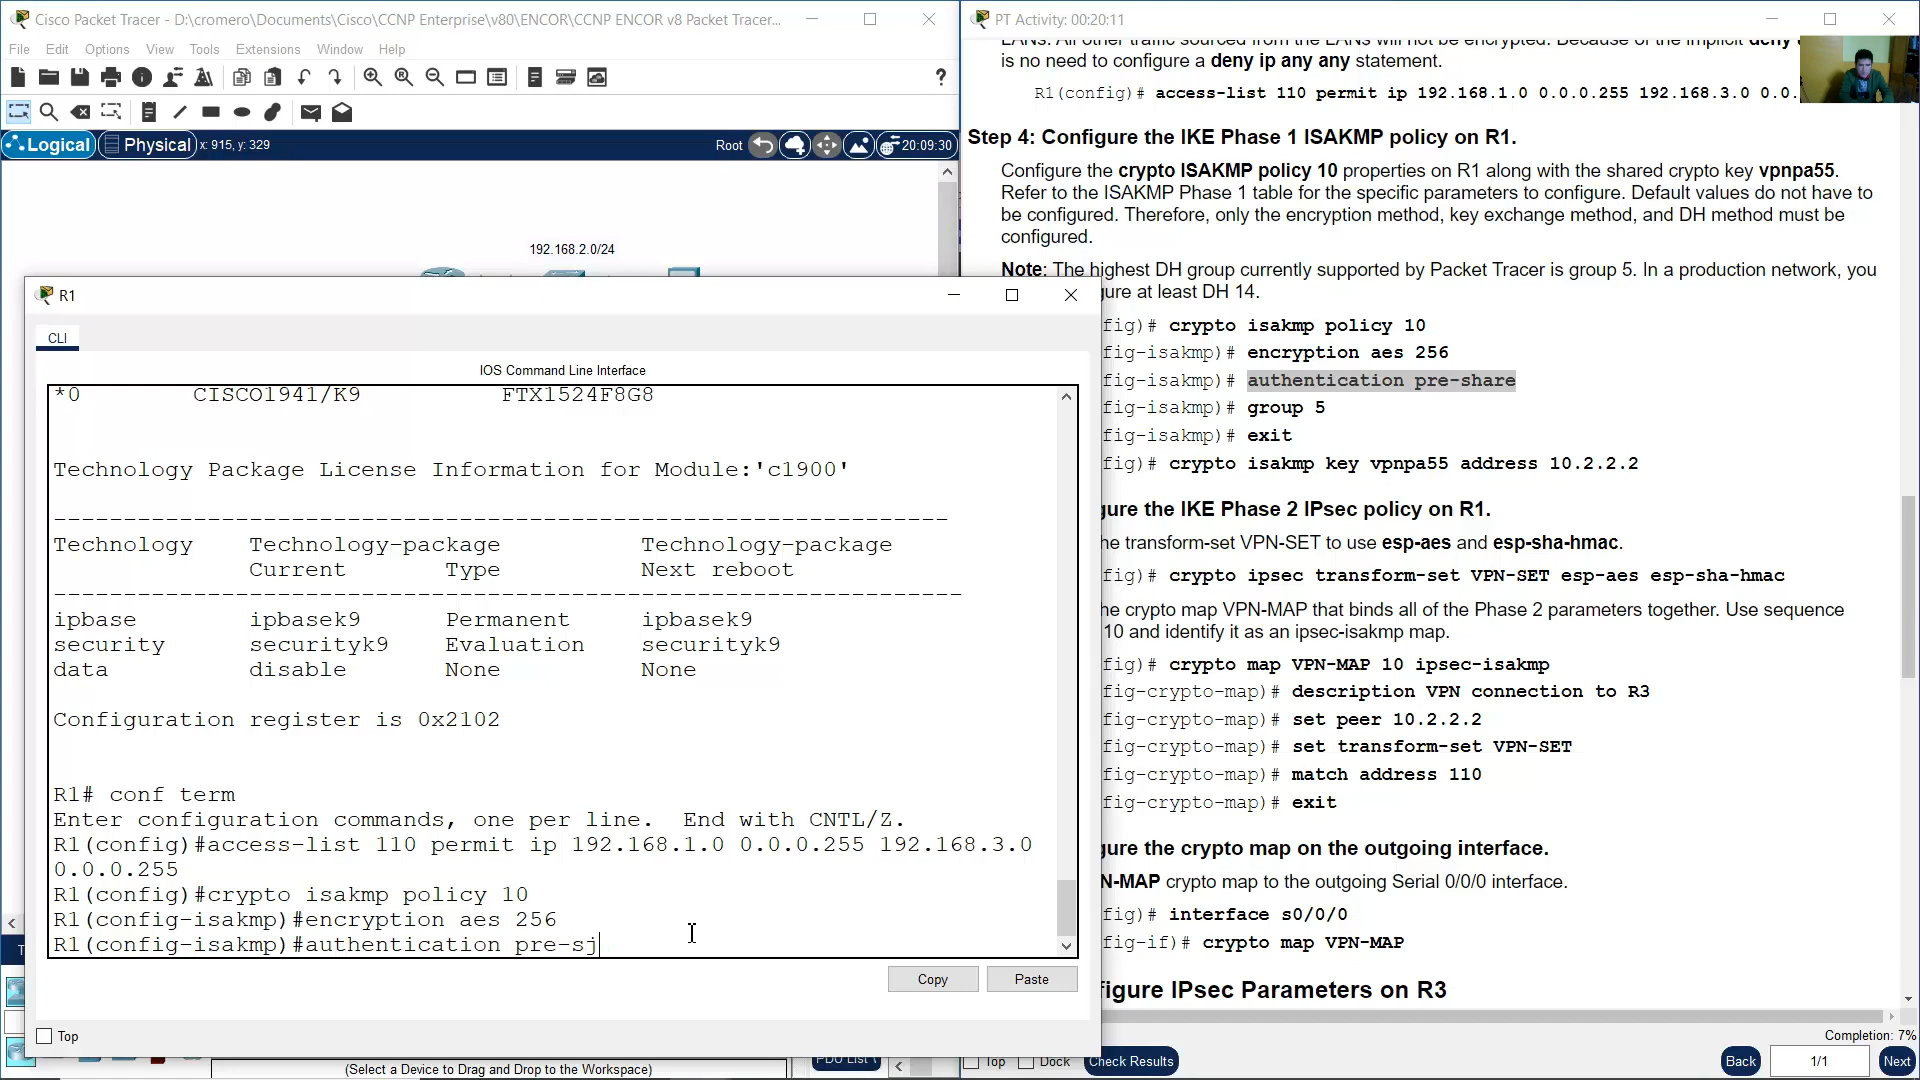 Cisco Packet Tracer - D:\cromero\Documents\Cisco\CCNP Enterprise\v80\ENCOR\CCNP ENCOR v8 Packet Tracer...
File Edit Options View Tools Extensions Window Help
?
Logical Physical x: 915, y: 329
Root 20:09:30
192.168.2.0/24
PT Activity: 00:20:11
is no need to configure a deny ip any any statement.
R1(config)# access-list 110 permit ip 192.168.1.0 0.0.0.255 192.168.3.0 0.0.
Step 4: Configure the IKE Phase 1 ISAKMP policy on R1.
Configure the crypto ISAKMP policy 10 properties on R1 along with the shared crypto key vpnpa55.
Refer to the ISAKMP Phase 1 table for the specific parameters to configure. Default values do not have to
be configured. Therefore, only the encryption method, key exchange method, and DH method must be
configured.
Note: The highest DH group currently supported by Packet Tracer is group 5. In a production network, you
gure at least DH 14.
fig)# crypto isakmp policy 10
fig-isakmp)# encryption aes 256
fig-isakmp)# authentication pre-share
fig-isakmp)# group 5
fig-isakmp)# exit
fig)# crypto isakmp key vpnpa55 address 10.2.2.2
gure the IKE Phase 2 IPsec policy on R1.
he transform-set VPN-SET to use esp-aes and esp-sha-hmac.
fig)# crypto ipsec transform-set VPN-SET esp-aes esp-sha-hmac
he crypto map VPN-MAP that binds all of the Phase 2 parameters together. Use sequence
10 and identify it as an ipsec-isakmp map.
fig)# crypto map VPN-MAP 10 ipsec-isakmp
fig-crypto-map)# description VPN connection to R3
fig-crypto-map)# set peer 10.2.2.2
fig-crypto-map)# set transform-set VPN-SET
fig-crypto-map)# match address 110
fig-crypto-map)# exit
gure the crypto map on the outgoing interface.
N-MAP crypto map to the outgoing Serial 0/0/0 interface.
fig)# interface s0/0/0
fig-if)# crypto map VPN-MAP
figure IPsec Parameters on R3
Completion: 7%
Top Dock Check Results Back 1/1 Next
R1
CLI
IOS Command Line Interface
*0 CISCO1941/K9 FTX1524F8G8
Technology Package License Information for Module:'c1900'
----------------------------------------------------------------
Technology Technology-package Technology-package
Current Type Next reboot
-----------------------------------------------------------------
ipbase ipbasek9 Permanent ipbasek9
security securityk9 Evaluation securityk9
data disable None None
Configuration register is 0x2102
R1# conf term
Enter configuration commands, one per line. End with CNTL/Z.
R1(config)#access-list 110 permit ip 192.168.1.0 0.0.0.255 192.168.3.0
0.0.0.255
R1(config)#crypto isakmp policy 10
R1(config-isakmp)#encryption aes 256
R1(config-isakmp)#authentication pre-sj
Copy Paste
Top
(Select a Device to Drag and Drop to the Workspace)